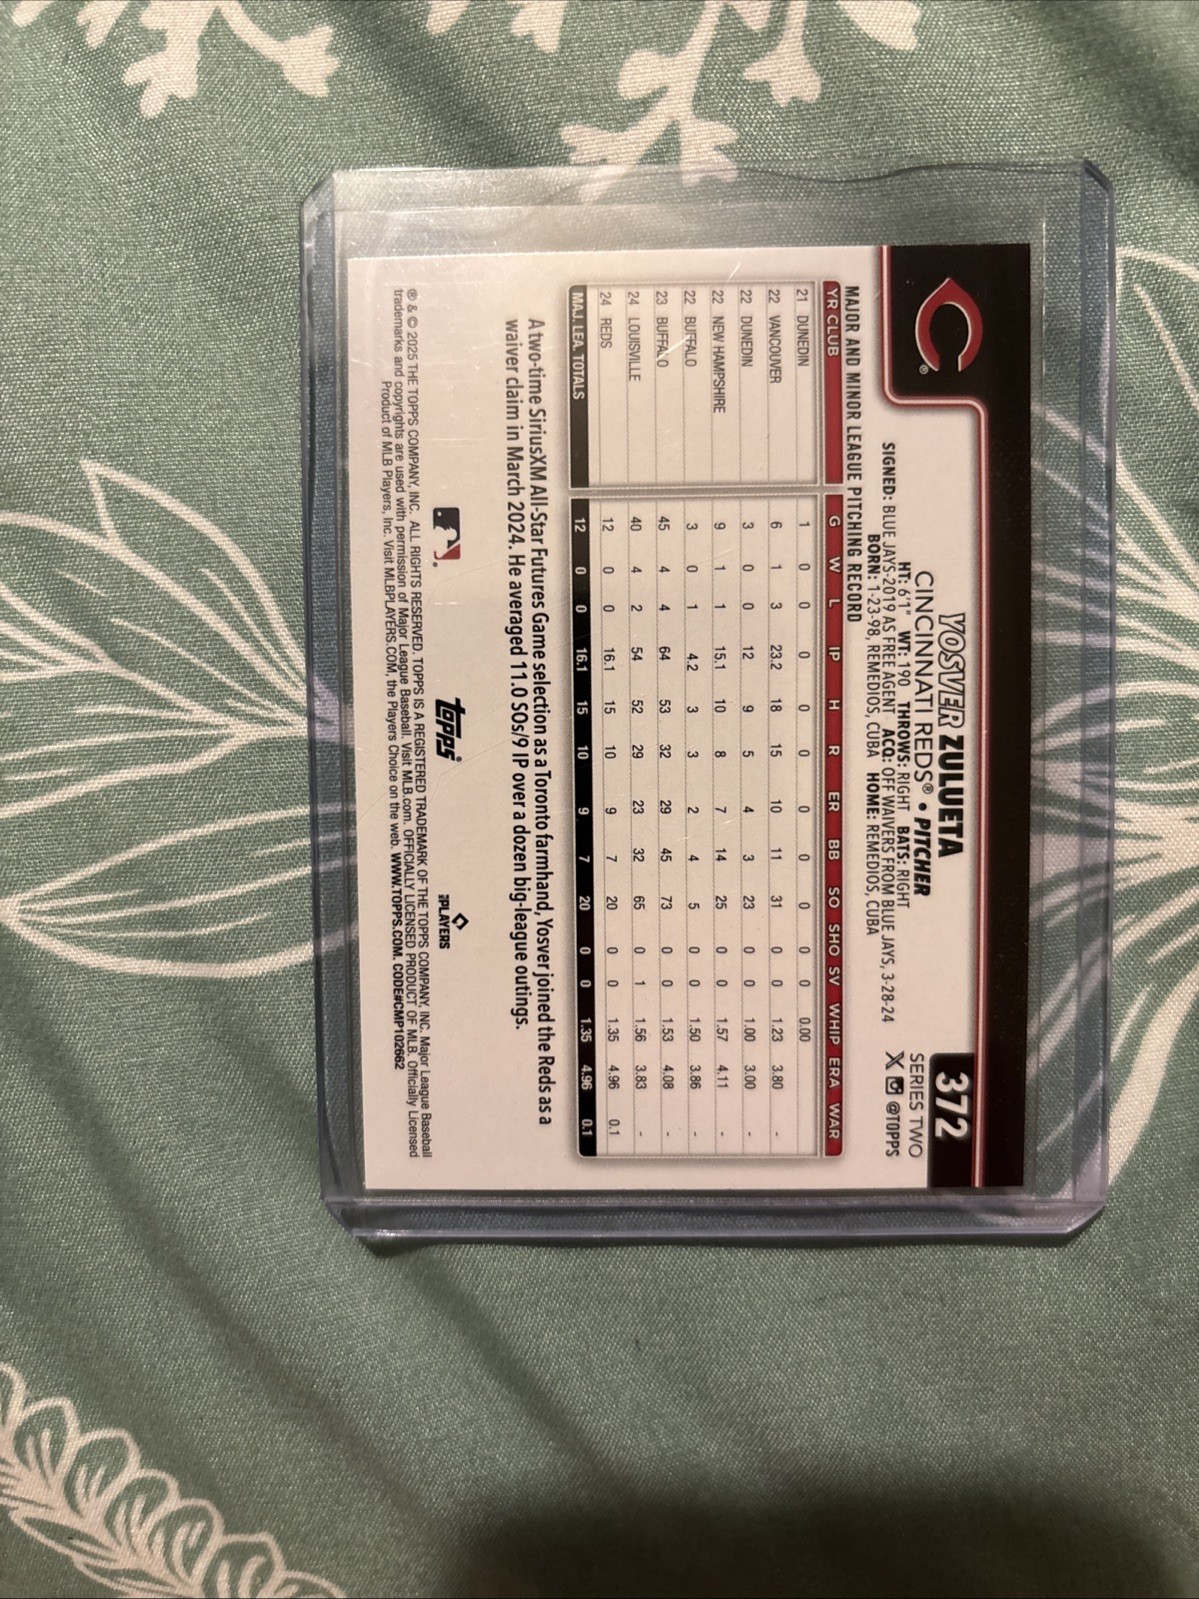 YOSVER ZULUETA
CINCINNATI REDS® • PITCHER
372
SERIES TWO
HT: 6'1" WT: 190 THROWS: RIGHT BATS: RIGHT
SIGNED: BLUE JAYS-2019 AS FREE AGENT ACQ: OFF WAIVERS FROM BLUE JAYS, 3-28-24
X @TOPPS
BORN: 1-23-98, REMEDIOS, CUBA HOME: REMEDIOS, CUBA
C ®
MAJOR AND MINOR LEAGUE PITCHING RECORD
YR CLUB G W L IP H R ER BB SO SHO SV WHIP ERA WAR
21 DUNEDIN 1 0 0 0 0 0 0 0 0 0 0 0.00
22 VANCOUVER 6 1 3 23.2 18 15 10 11 31 0 0 1.23 3.80 -
22 DUNEDIN 3 0 0 12 9 5 4 3 23 0 0 1.00 3.00 -
22 NEW HAMPSHIRE 9 1 1 15.1 10 8 7 14 25 0 0 1.57 4.11 -
22 BUFFALO 3 0 1 4.2 3 3 2 4 5 0 0 1.50 3.86 -
23 BUFFALO 45 4 4 64 53 32 29 45 73 0 0 1.53 4.08 -
24 LOUISVILLE 40 4 2 54 52 29 23 32 65 0 1 1.56 3.83 -
24 REDS 12 0 0 16.1 15 10 9 7 20 0 0 1.35 4.96 0.1
MAJ. LEA. TOTALS 12 0 0 16.1 15 10 9 7 20 0 0 1.35 4.96 0.1
A two-time SiriusXM All-Star Futures Game selection as a Toronto farmhand, Yosver joined the Reds as a
waiver claim in March 2024. He averaged 11.0 SOs/9 IP over a dozen big-league outings.
topps®
PLAYERS
® & © 2025 THE TOPPS COMPANY, INC. ALL RIGHTS RESERVED. TOPPS IS A REGISTERED TRADEMARK OF THE TOPPS COMPANY, INC. Major League Baseball
trademarks and copyrights are used with permission of Major League Baseball. Visit MLB.com. OFFICIALLY LICENSED PRODUCT OF MLB. Officially Licensed
Product of MLB Players, Inc. Visit MLBPLAYERS.COM, the Players Choice on the web. WWW.TOPPS.COM. CODE#CMP102662